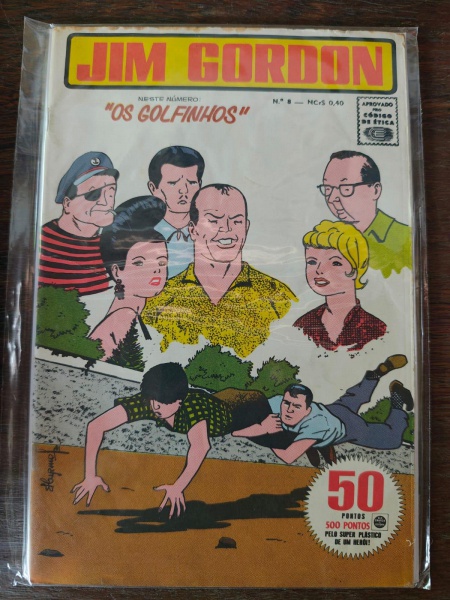 JIM GORDON
NESTE NÚMERO:
"OS GOLFINHOS"
N.º 8 — NCr$ 0,40
APROVADO
PELO
CÓDIGO
DE ÉTICA
50
PONTOS
500 PONTOS
PELO SUPER PLÁSTICO
DE UM HERÓI!